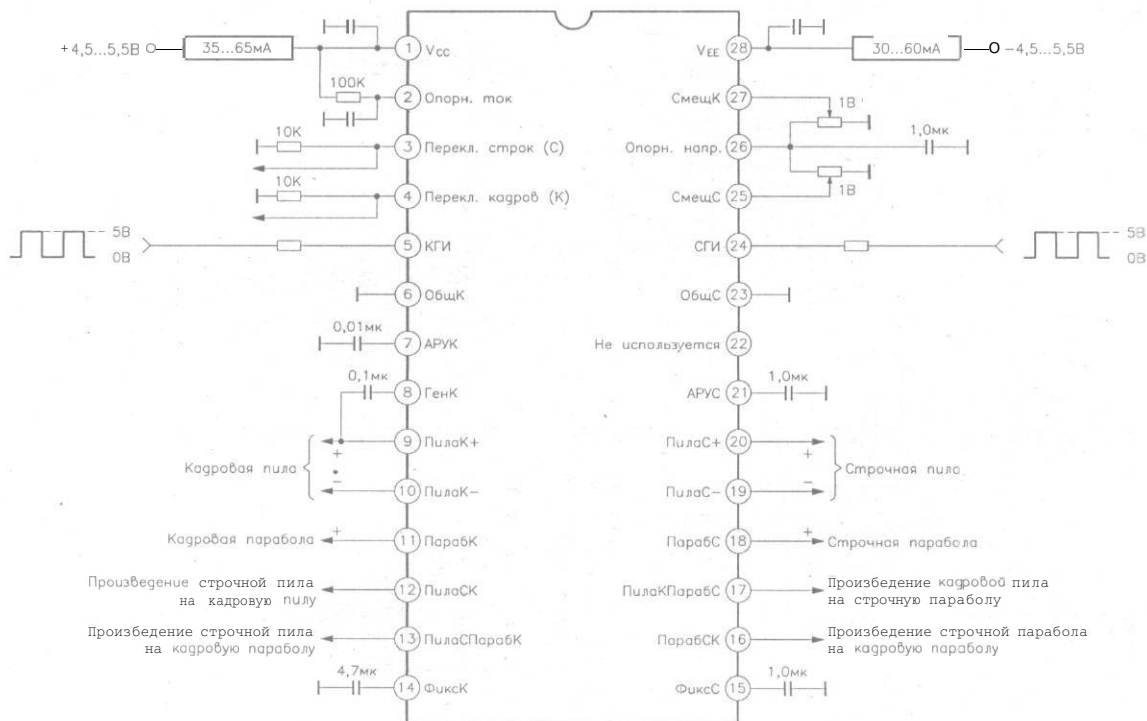 +4,5...5,5В
35...65мА
1
Vcc
100К
2
Опорн. ток
10К
3
Перекл. строк (С)
10К
4
Перекл. кадров (К)
5В
0В
5
КГИ
6
ОбщК
0,01мк
7
АРУК
0,1мк
8
ГенК
Кадровая пила
9
ПилаК+
+
−
10
ПилаК−
Кадровая парабола
+
11
ПарабК
Произведение строчной пила
на кадровую пилу
12
ПилаСК
Произбедение строчной пила
на кадровую параболу
13
ПилаСПарабК
4,7мк
14
ФиксК
VEE
28
30...60мА
−4,5...5,5В
СмещК
27
1В
Опорн. напр.
26
1,0мк
СмещС
25
1В
СГИ
24
5В
0В
ОбщС
23
Не используется
22
АРУС
21
1,0мк
ПилаС+
20
+
−
Строчная пила
ПилаС−
19
ПарабС
18
+
Строчная парабола
ПилаКПарабС
17
Произбедение кадровой пила
на строчную параболу
ПарабСК
16
Произбедение строчной парабола
на кадровую параболу
ФиксС
15
1,0мк